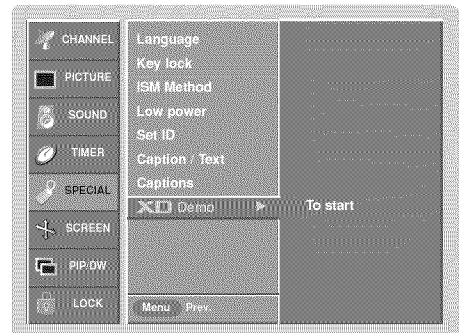 CHANNEL
PICTURE
SOUND
TIMER
SPECIAL
SCREEN
PIP/DW
LOCK
Language
Key lock
ISM Method
Low power
Set ID
Caption / Text
Captions
XD Demo ► To start
Menu Prev.